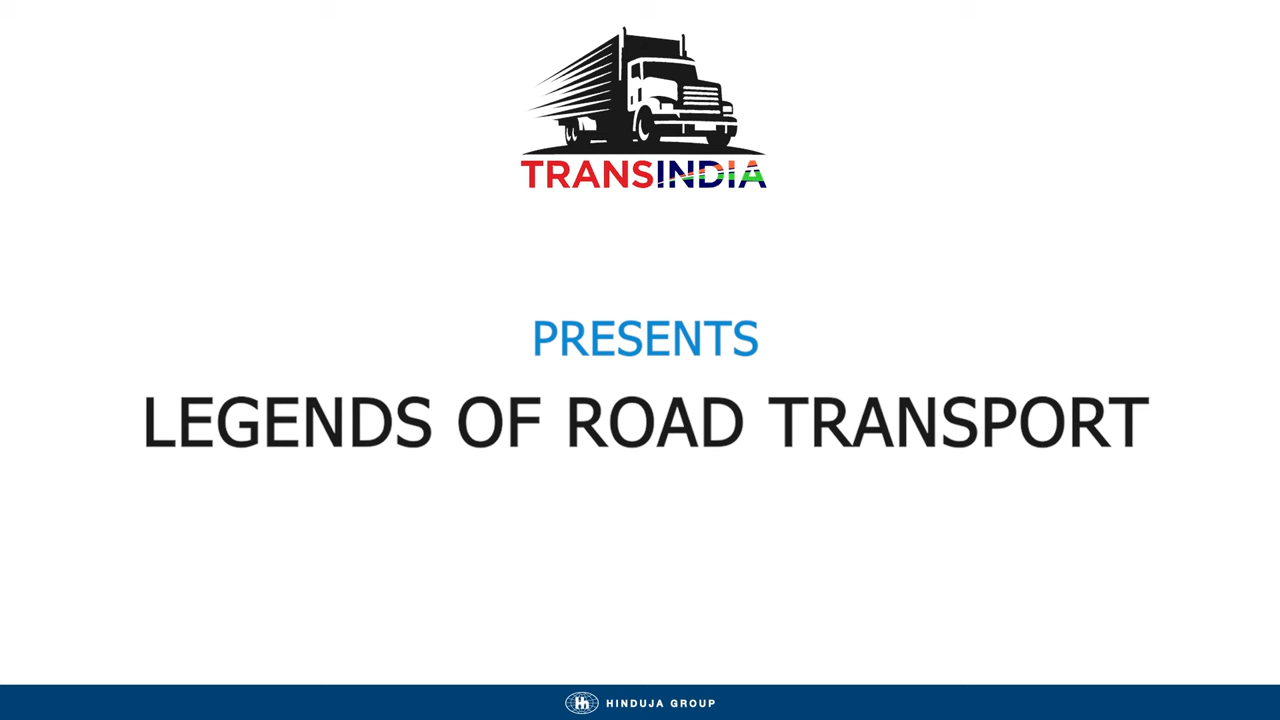 TRANSINDIA
PRESENTS
LEGENDS OF ROAD TRANSPORT
HINDUJA GROUP